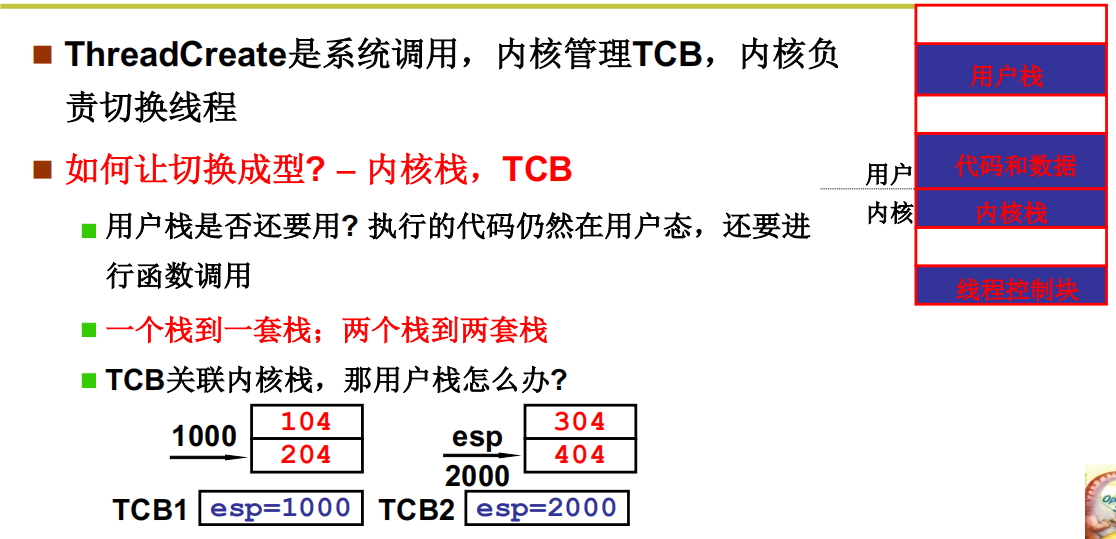 ThreadCreate是系统调用，内核管理TCB，内核负
责切换线程
如何让切换成型? – 内核栈，TCB
用户栈是否还要用? 执行的代码仍然在用户态，还要进
行函数调用
一个栈到一套栈；两个栈到两套栈
TCB关联内核栈，那用户栈怎么办?
1000
104
204
esp
2000
304
404
TCB1 esp=1000 TCB2 esp=2000
用户栈
代码和数据
用户
内核
内核栈
线程控制块